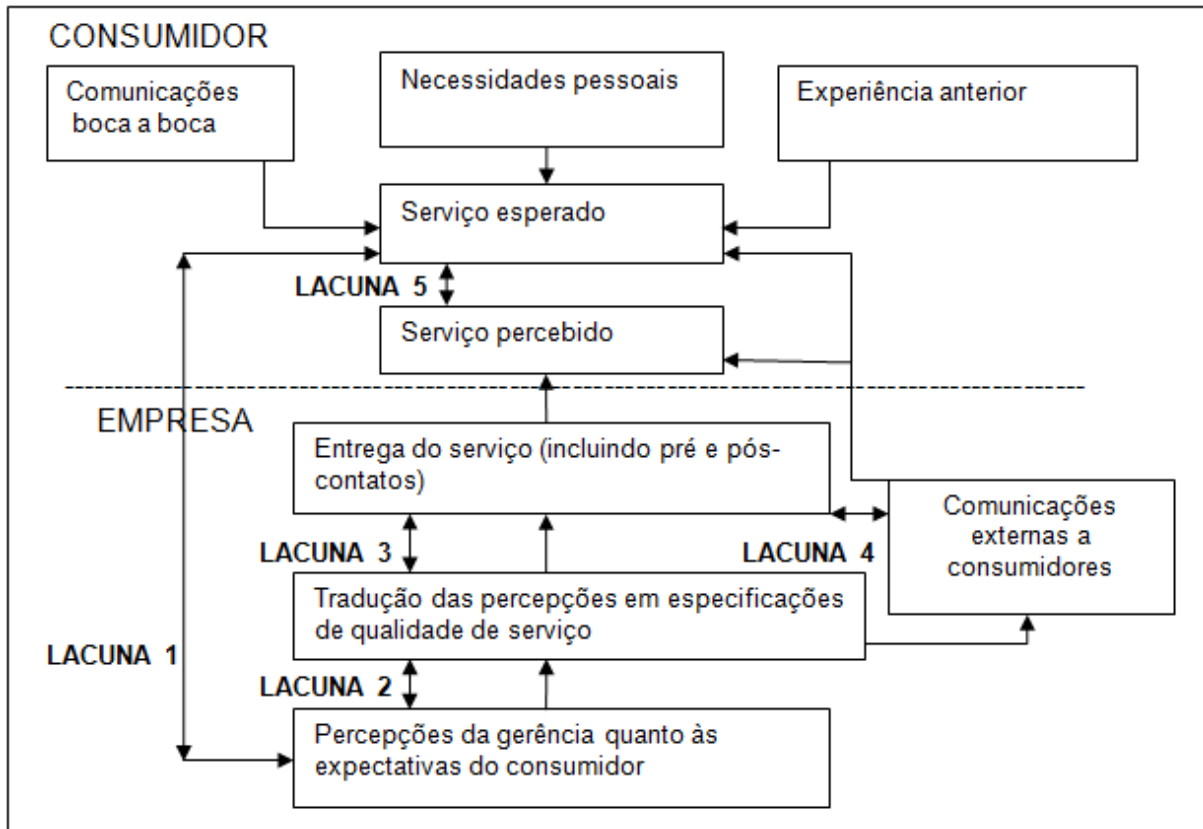 CONSUMIDOR
Comunicações
boca a boca
Necessidades pessoais
Experiência anterior
Serviço esperado
LACUNA 5
Serviço percebido
EMPRESA
Entrega do serviço (incluindo pré e pós-
contatos)
Comunicações
externas a
consumidores
LACUNA 3
LACUNA 4
Tradução das percepções em especificações
de qualidade de serviço
LACUNA 1
LACUNA 2
Percepções da gerência quanto às
expectativas do consumidor